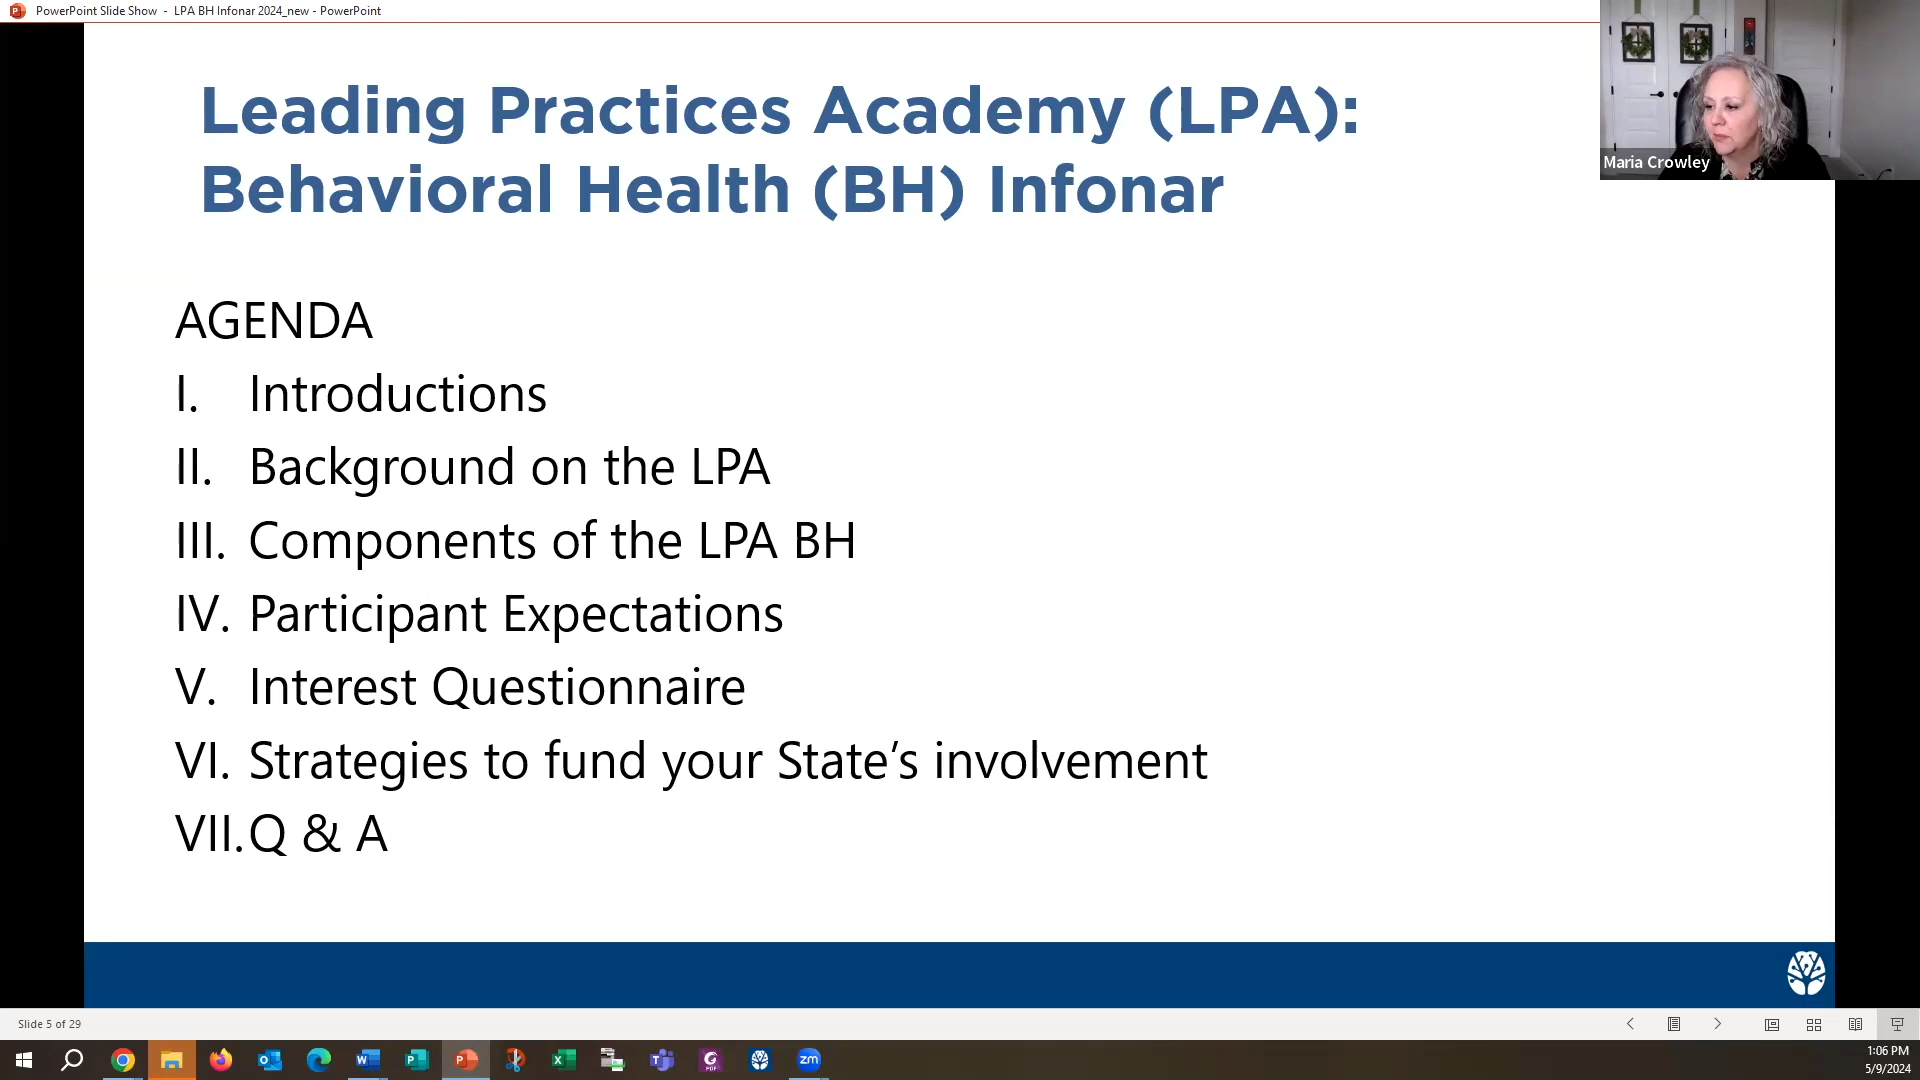 PowerPoint Slide Show - LPA BH Infonar 2024_new - PowerPoint
Maria Crowley
Leading Practices Academy (LPA):
Behavioral Health (BH) Infonar
AGENDA
I. Introductions
II. Background on the LPA
III. Components of the LPA BH
IV. Participant Expectations
V. Interest Questionnaire
VI. Strategies to fund your State’s involvement
VII. Q & A
Slide 5 of 29
zm
1:06 PM
5/9/2024